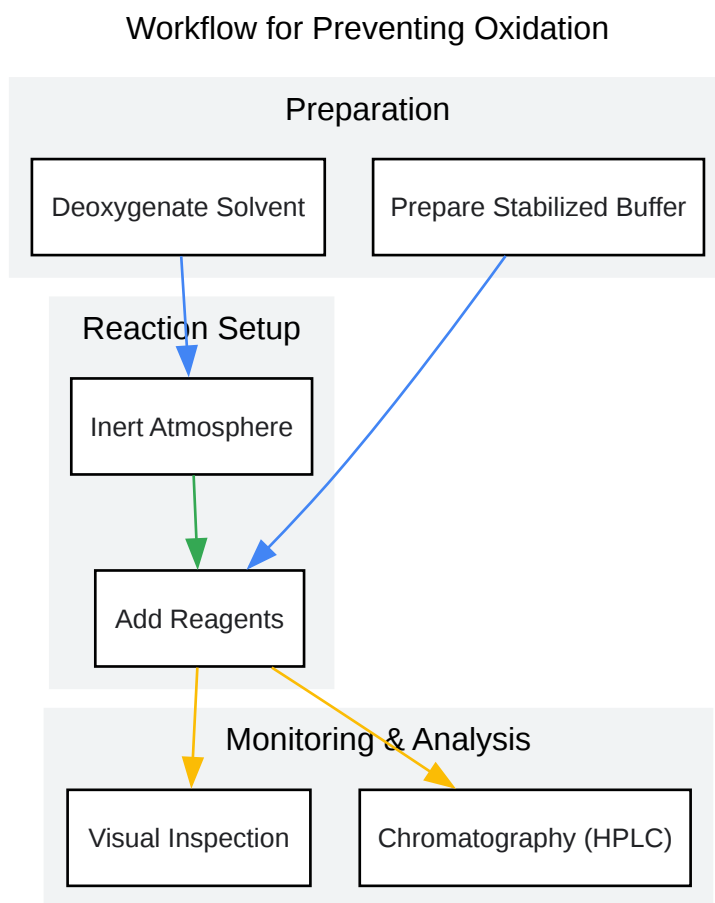 Workflow for Preventing Oxidation
Preparation
Deoxygenate Solvent
Prepare Stabilized Buffer
Reaction Setup
Inert Atmosphere
Add Reagents
Monitoring & Analysis
Visual Inspection
Chromatography (HPLC)